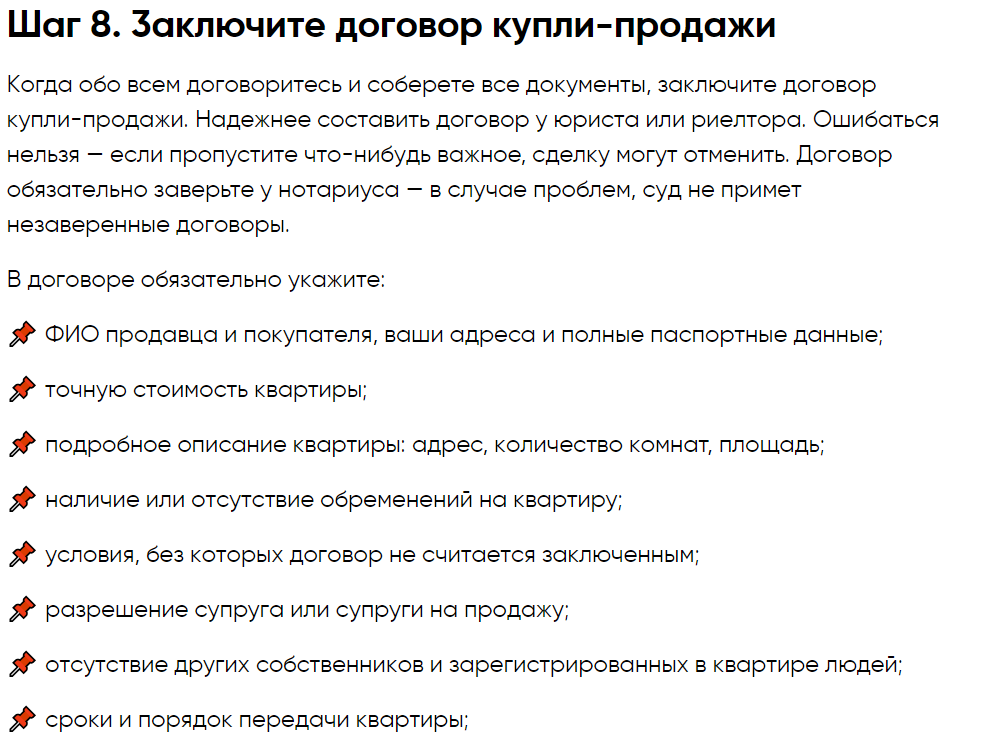 Шаг 8. Заключите договор купли-продажи
Когда обо всем договоритесь и соберете все документы, заключите договор
купли-продажи. Надежнее составить договор у юриста или риелтора. Ошибаться
нельзя — если пропустите что-нибудь важное, сделку могут отменить. Договор
обязательно заверьте у нотариуса — в случае проблем, суд не примет
незаверенные договоры.
В договоре обязательно укажите:
ФИО продавца и покупателя, ваши адреса и полные паспортные данные;
точную стоимость квартиры;
подробное описание квартиры: адрес, количество комнат, площадь;
наличие или отсутствие обременений на квартиру;
условия, без которых договор не считается заключенным;
разрешение супруга или супруги на продажу;
отсутствие других собственников и зарегистрированных в квартире людей;
сроки и порядок передачи квартиры;